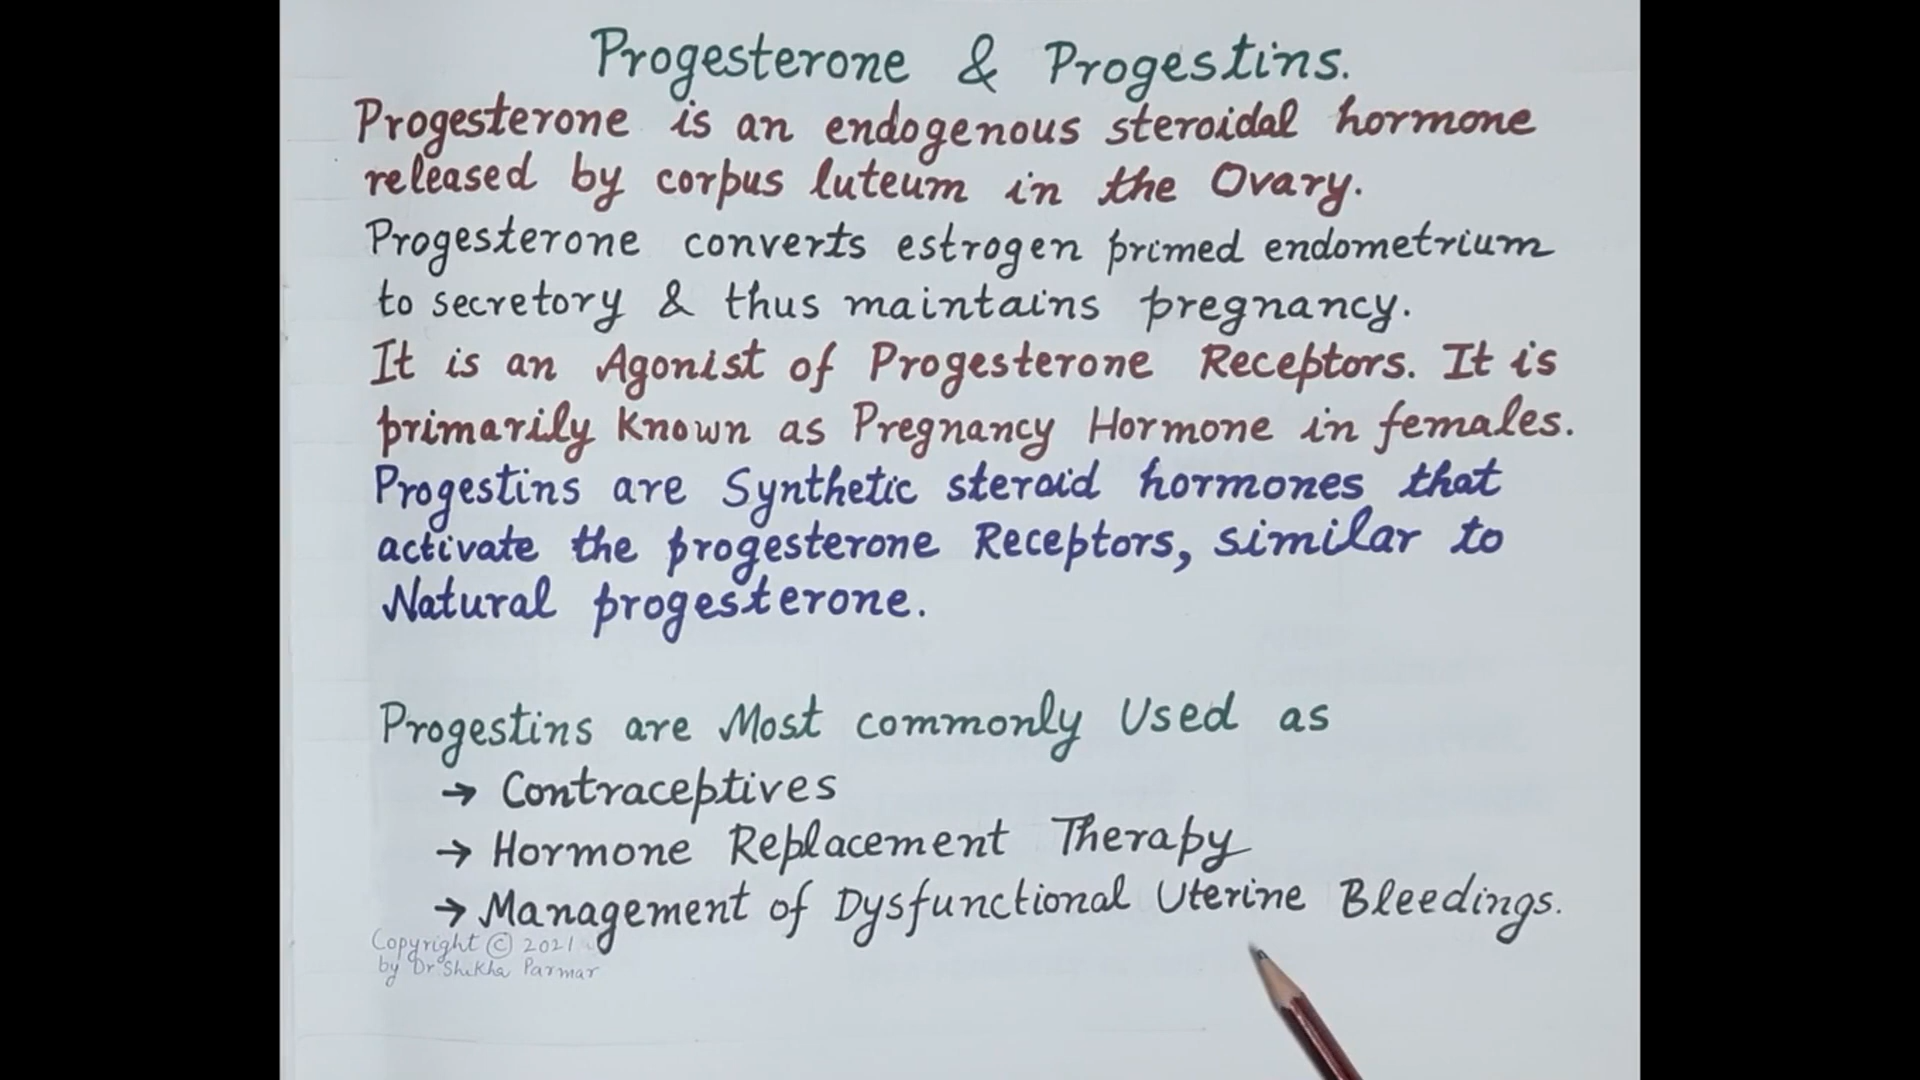 Progesterone & Progestins.
Progesterone is an endogenous steroidal hormone
released by corpus luteum in the Ovary.
Progesterone converts estrogen primed endometrium
to secretory & thus maintains pregnancy.
It is an Agonist of Progesterone Receptors. It is
primarily known as Pregnancy Hormone in females.
Progestins are Synthetic steroid hormones that
activate the progesterone Receptors, similar to
Natural progesterone.
Progestins are Most commonly Used as
→ Contraceptives
→ Hormone Replacement Therapy
→ Management of Dysfunctional Uterine Bleedings.
Copyright © 2021
by Dr Shikha Parmar